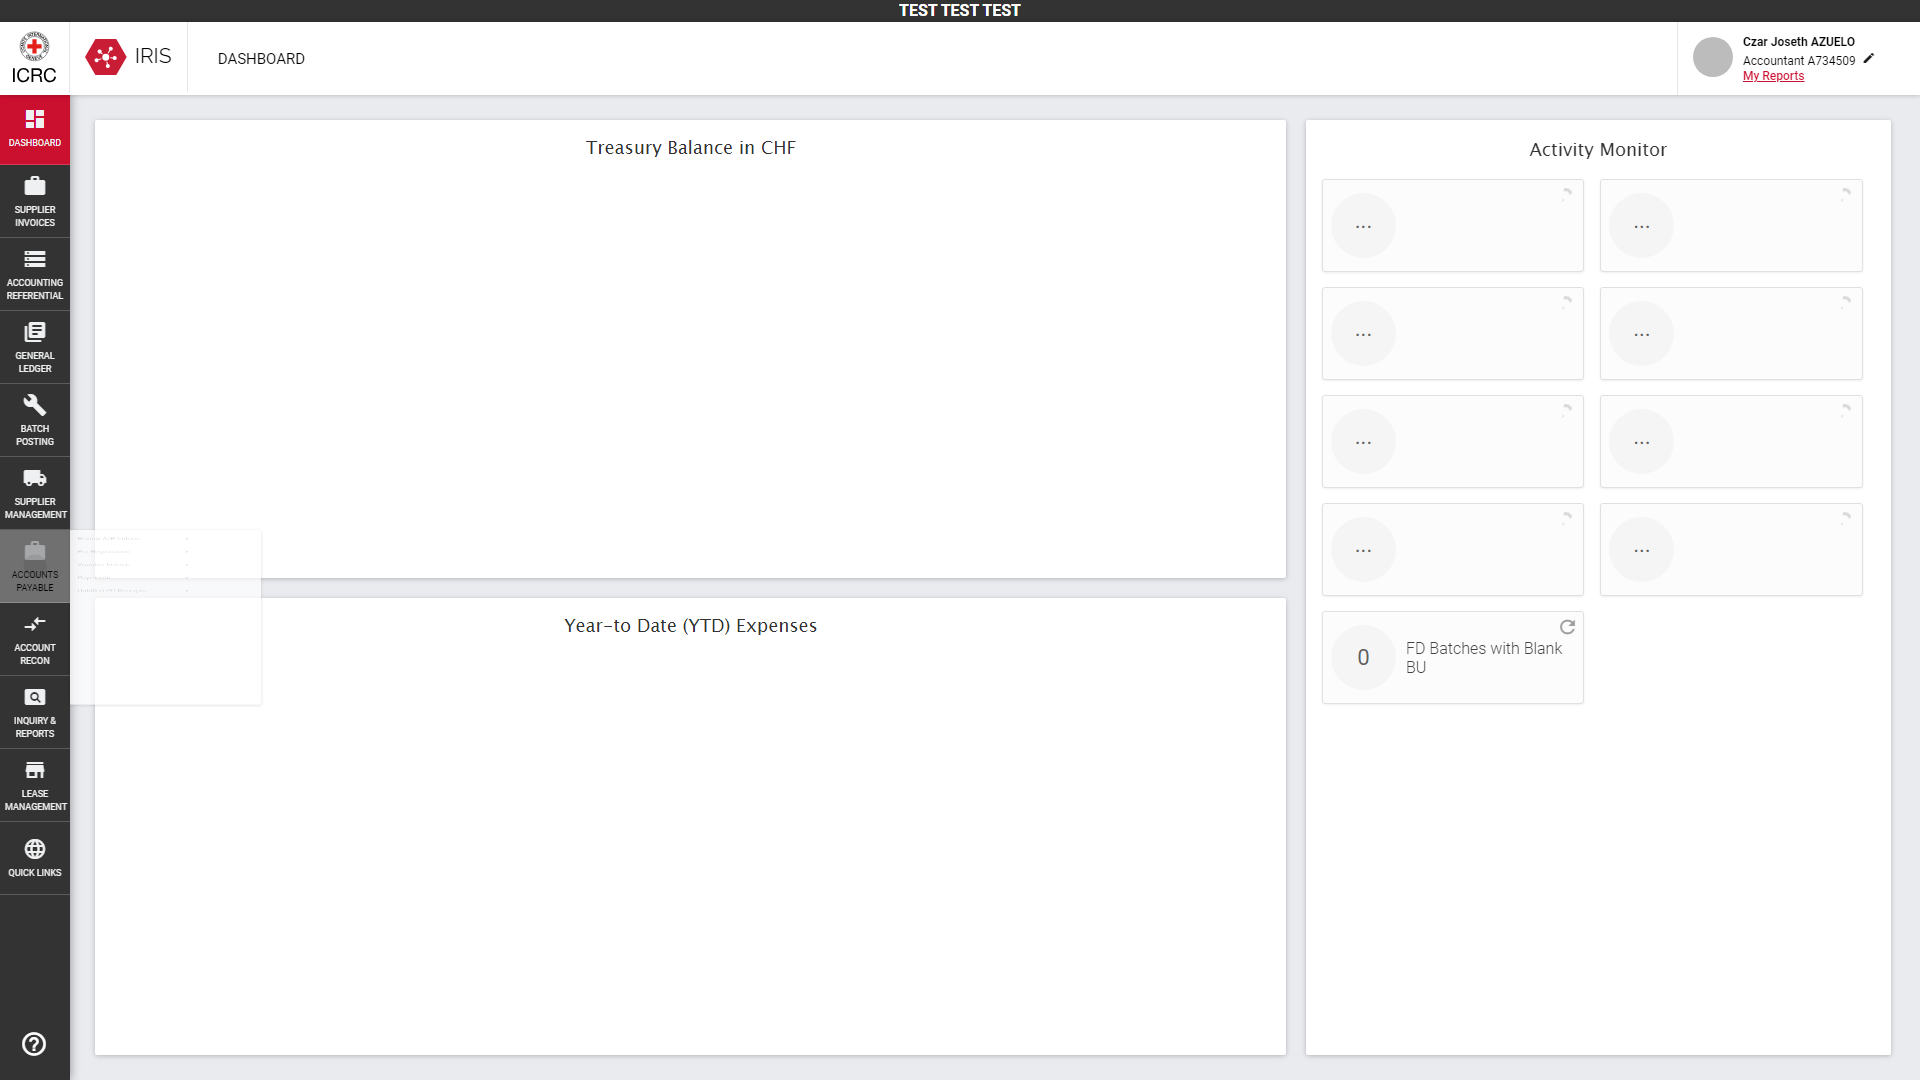 TEST TEST TEST
ICRC
IRIS
DASHBOARD
Czar Joseth AZUELO
Accountant A734509
My Reports
DASHBOARD
SUPPLIER
INVOICES
ACCOUNTING
REFERENTIAL
GENERAL
LEDGER
BATCH
POSTING
SUPPLIER
MANAGEMENT
ACCOUNTS
PAYABLE
ACCOUNT
RECON
INQUIRY &
REPORTS
LEASE
MANAGEMENT
QUICK LINKS
Treasury Balance in CHF
Year-to Date (YTD) Expenses
Activity Monitor
... ...
... ...
... ...
... ...
0
FD Batches with Blank
BU